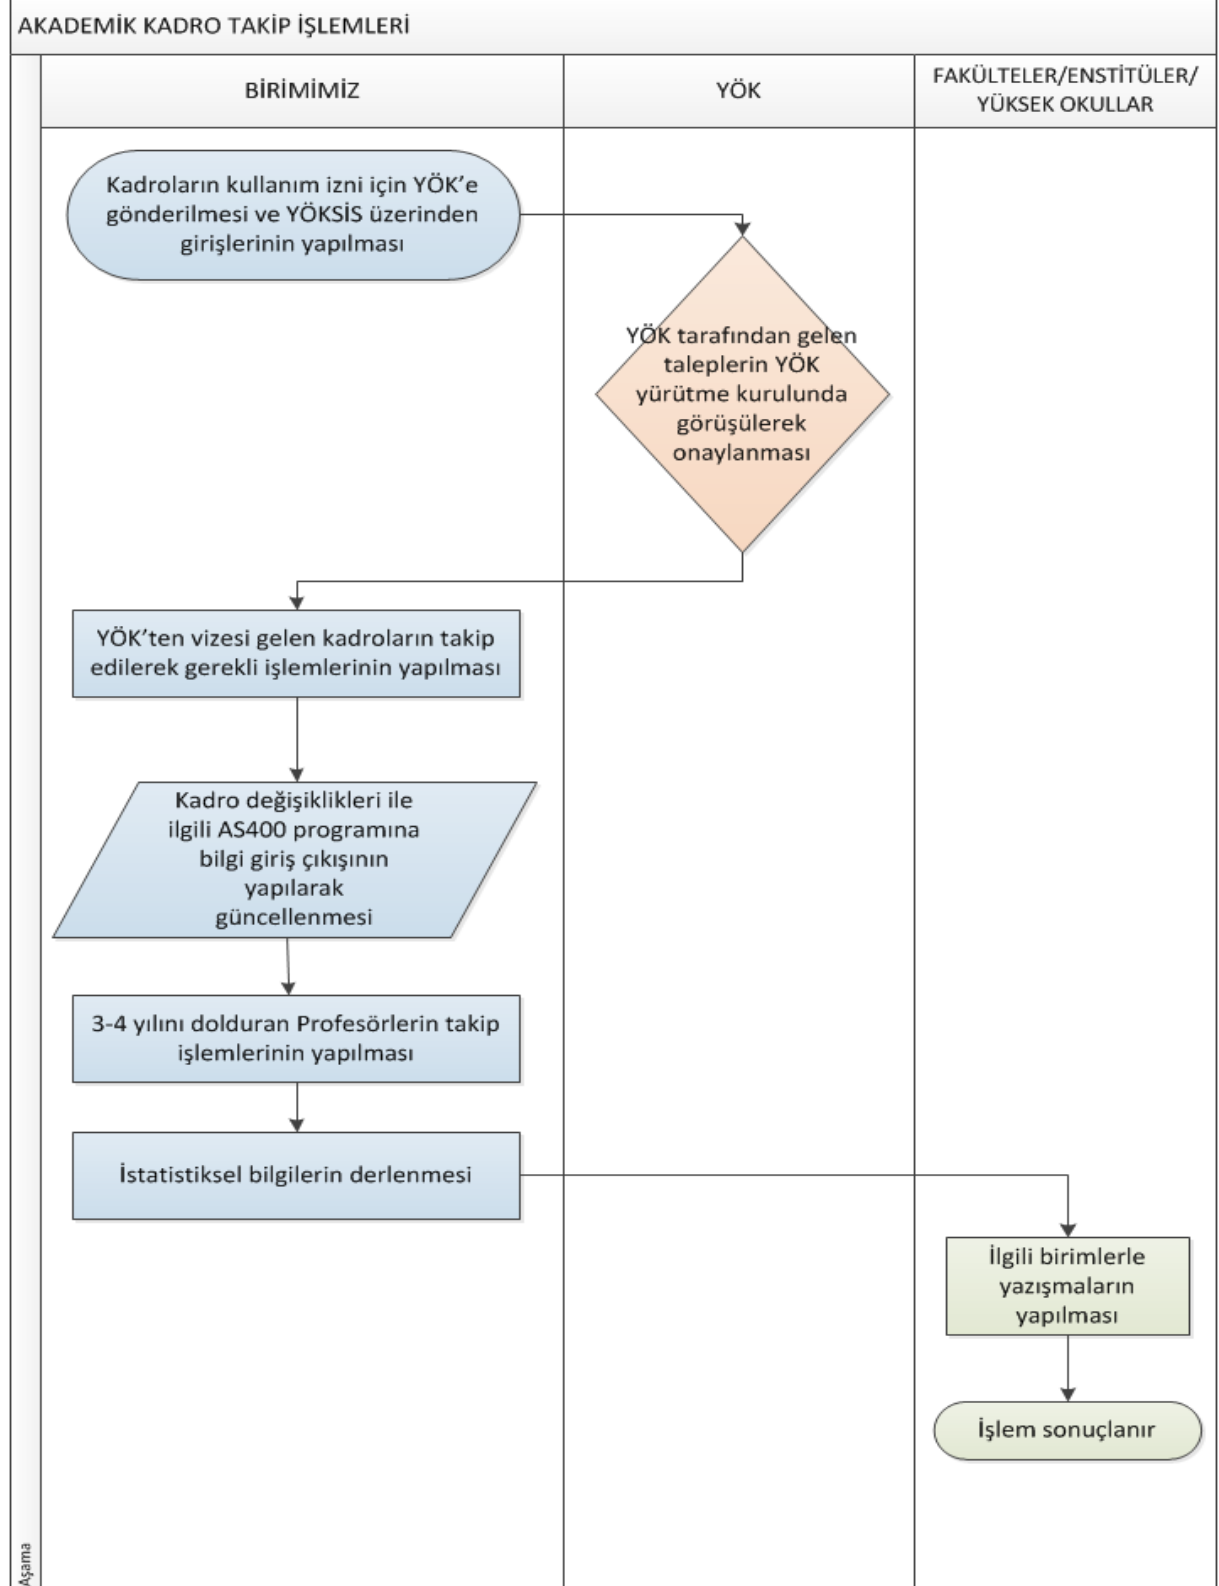 AKADEMİK KADRO TAKİP İŞLEMLERİ
BİRİMİMİZ
YÖK
FAKÜLTELER/ENSTİTÜLER/
YÜKSEK OKULLAR
Kadroların kullanım izni için YÖK’e
gönderilmesi ve YÖKSİS üzerinden
girişlerinin yapılması
YÖK tarafından gelen
taleplerin YÖK
yürütme kurulunda
görüşülerek
onaylanması
YÖK’ten vizesi gelen kadroların takip
edilerek gerekli işlemlerinin yapılması
Kadro değişiklikleri ile
ilgili AS400 programına
bilgi giriş çıkışının
yapılarak
güncellenmesi
3-4 yılını dolduran Profesörlerin takip
işlemlerinin yapılması
İstatistiksel bilgilerin derlenmesi
İlgili birimlerle
yazışmaların
yapılması
İşlem sonuçlanır
Aşama